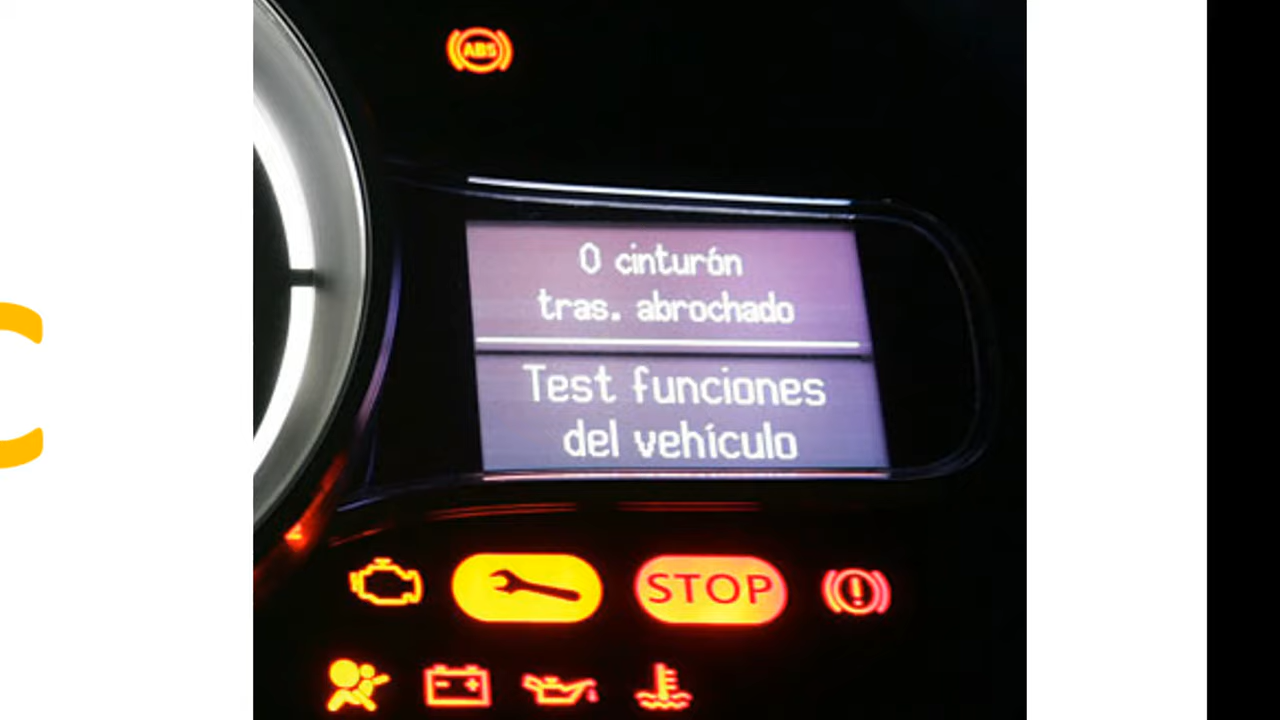 ABS
0 cinturón
tras. abrochado
Test funciones
del vehículo
STOP